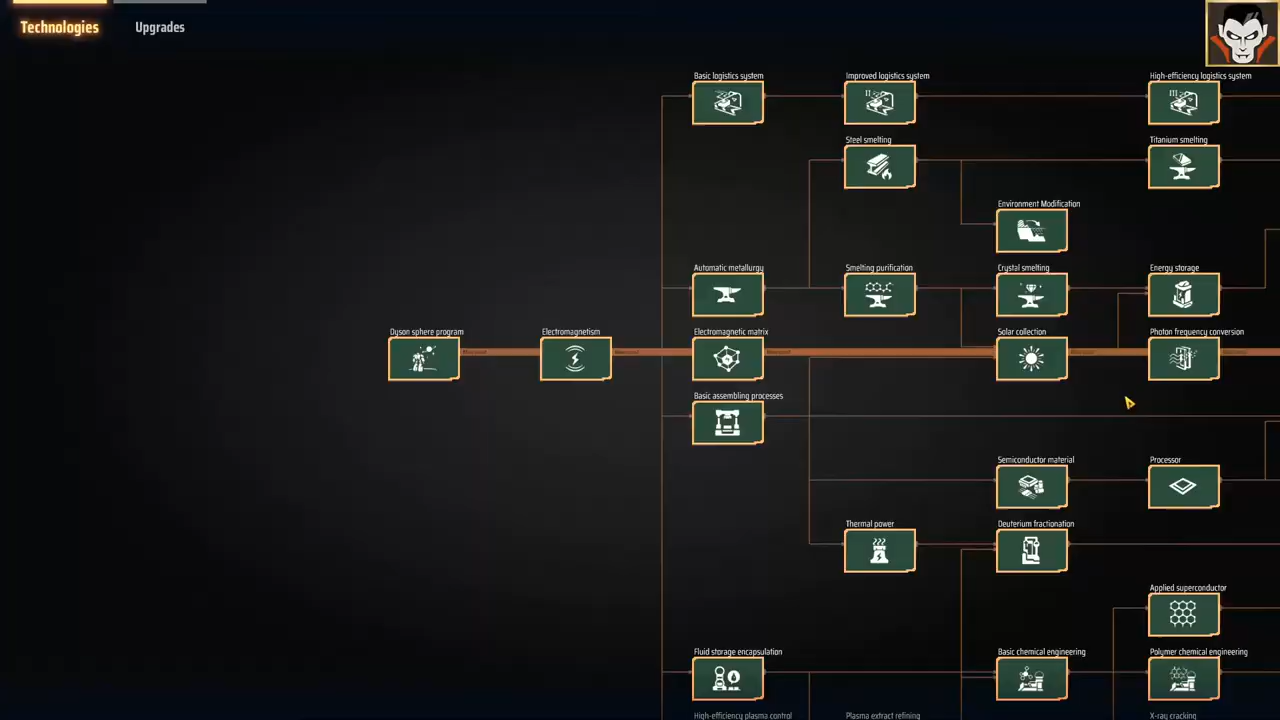 Technologies
Upgrades
Basic logistics system
Improved logistics system
High-efficiency logistics system
Steel smelting
Titanium smelting
Environment Modification
Automatic metallurgy
Smelting purification
Crystal smelting
Energy storage
Dyson sphere program
Electromagnetism
Electromagnetic matrix
Solar collection
Photon frequency conversion
Basic assembling processes
Semiconductor material
Processor
Thermal power
Deuterium fractionation
Applied superconductor
Fluid storage encapsulation
Basic chemical engineering
Polymer chemical engineering
High-efficiency plasma control
Plasma extract refining
X-ray cracking